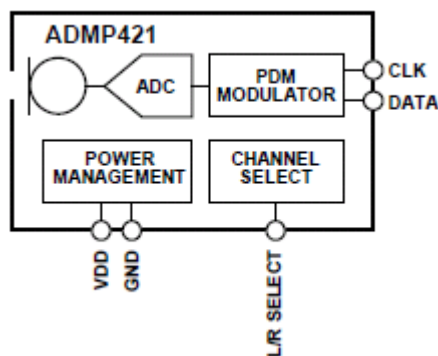 ADMP421
ADC
PDM
MODULATOR
CLK
DATA
POWER
MANAGEMENT
CHANNEL
SELECT
VDD
GND
L/R SELECT